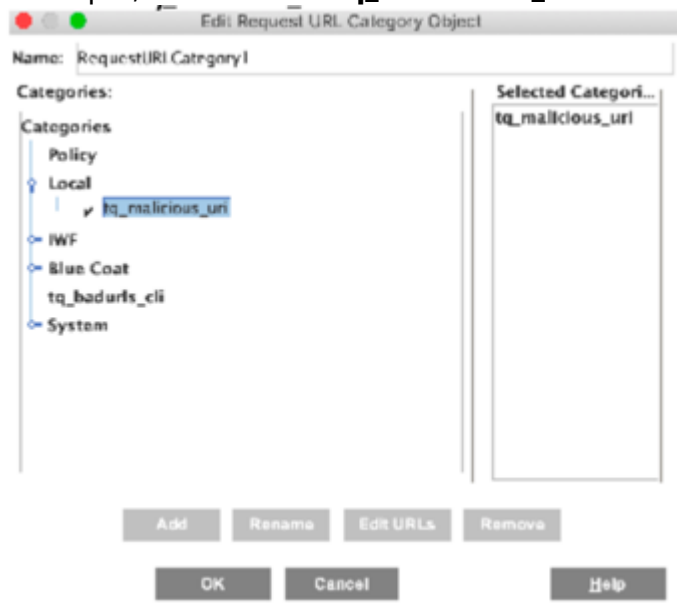 Edit Request URL Category Object
Name: RequestURLCategory1
Categories:
Selected Categori...
Categories
tq_malicious_url
Policy
Local
tq_malicious_url
IWF
Blue Coat
tq_badurls_cli
System
Add Rename Edit URLs Remove
OK Cancel Help